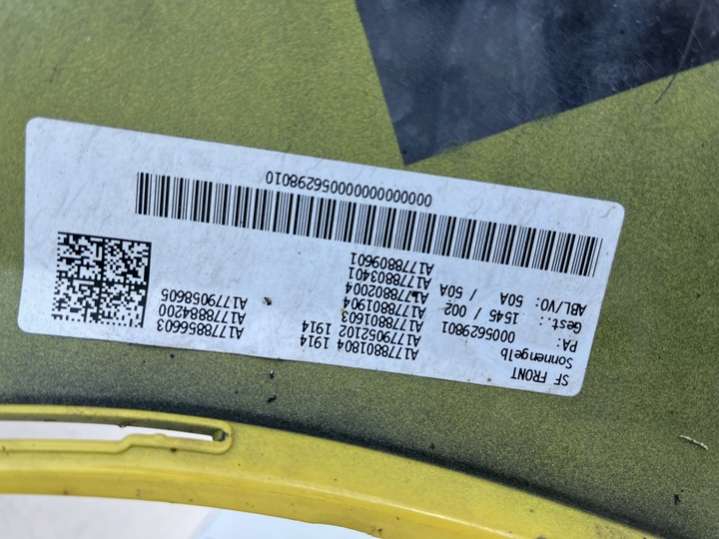 SF FRONT
Sonnengelb
PA: 0005629801
Gest.: 1545 / 002
ABL/VO: 50A / 50A
A1778801804 1914
A1779052102 1914
A1778801603
A1778801904
A1778802004
A1778803401
A1778809601
A1778856603
A1778884200
A1779058605